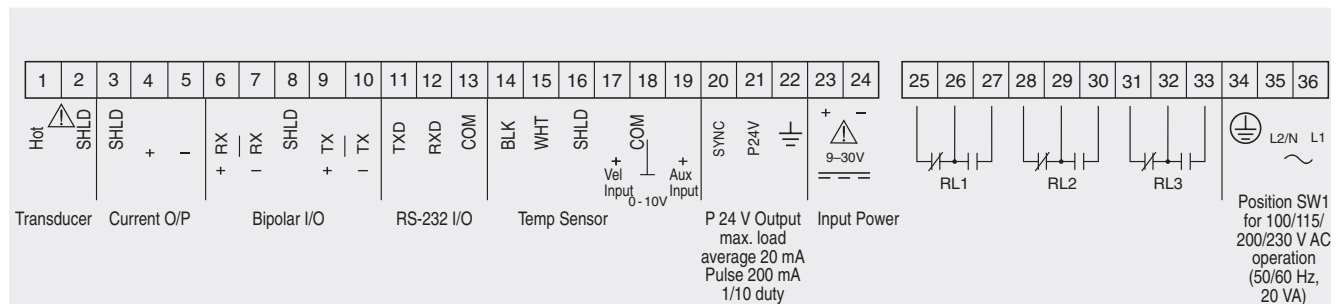 1 2 3 4 5 6 7 8 9 10 11 12 13 14 15 16 17 18 19 20 21 22 23 24 25 26 27 28 29 30 31 32 33 34 35 36
Hot SHLD SHLD + – RX RX SHLD TX TX TXD RXD COM BLK WHT SHLD COM SYNC P24V + –
+ – + –
+ Vel Input
0 - 10V
+ Aux Input
9–30V
RL1 RL2 RL3
L2/N L1
Transducer
Current O/P
Bipolar I/O
RS-232 I/O
Temp Sensor
P 24 V Output
max. load
average 20 mA
Pulse 200 mA
1/10 duty
Input Power
Position SW1
for 100/115/
200/230 V AC
operation
(50/60 Hz,
20 VA)